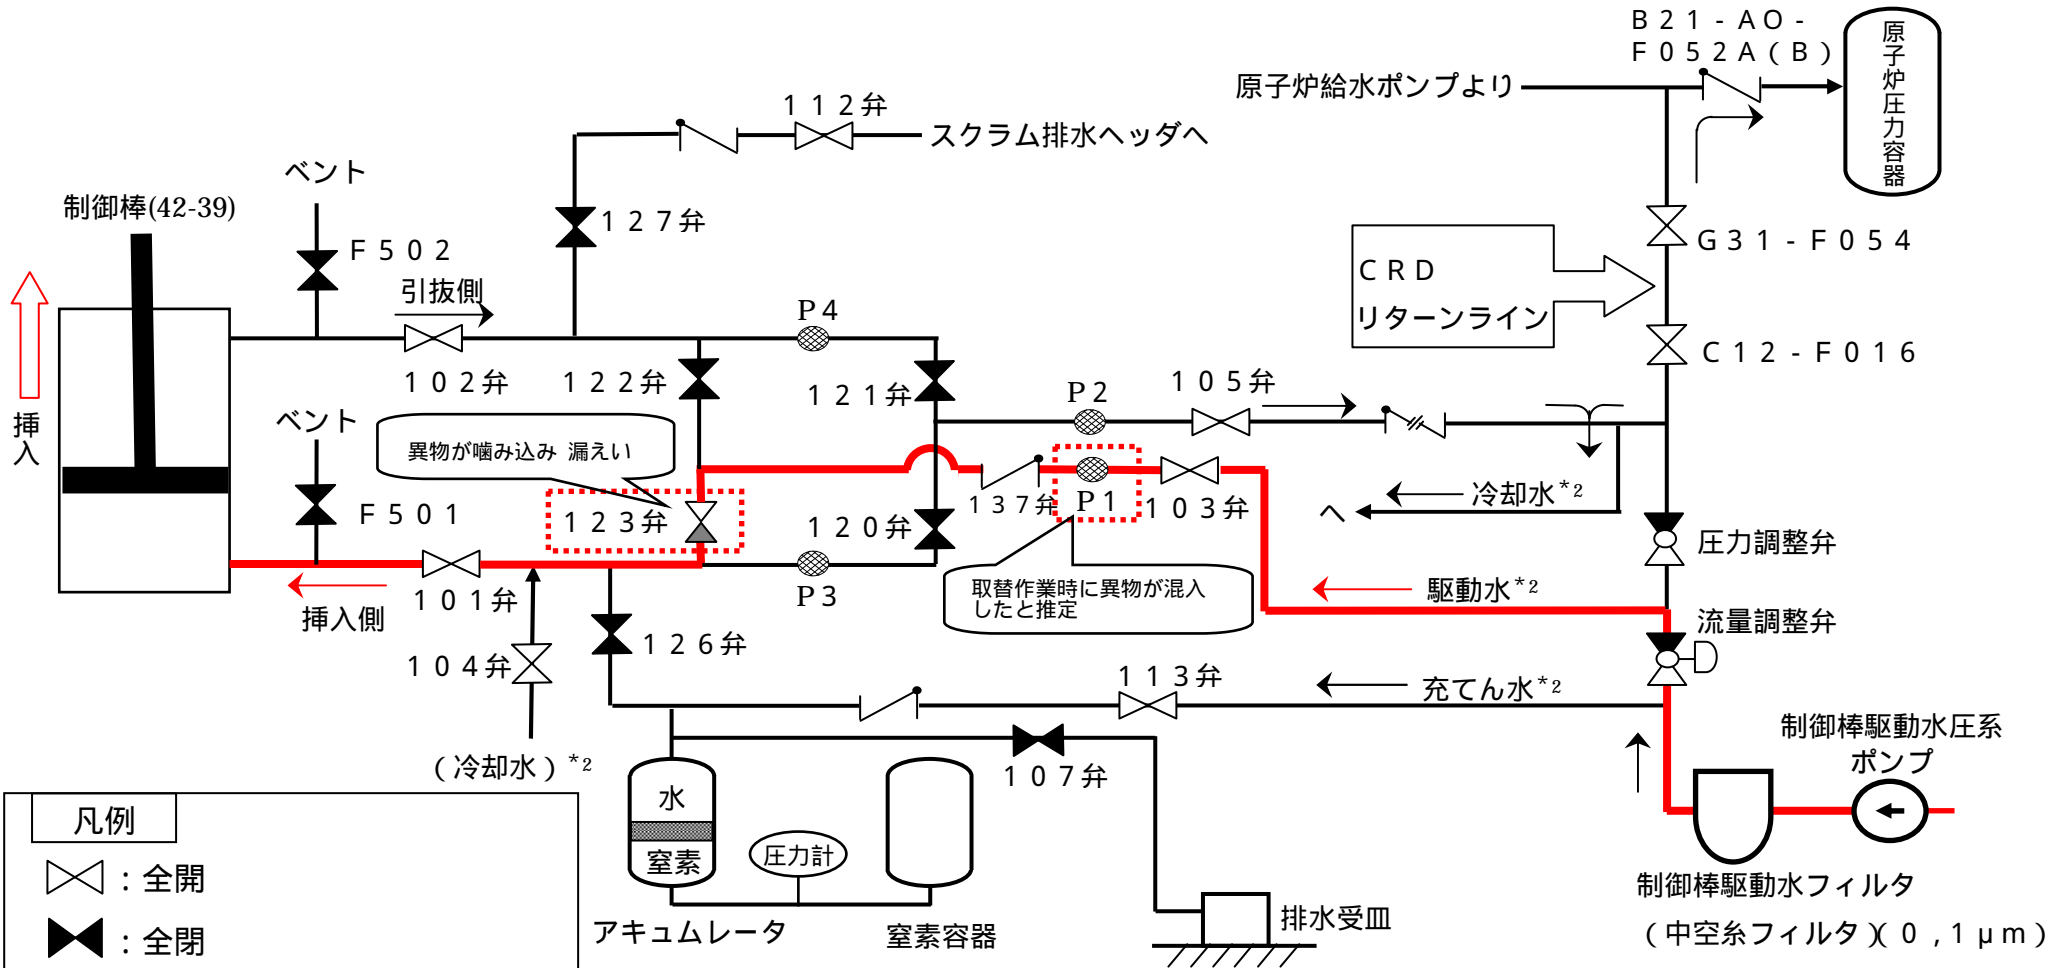 B21-AO-
F052A(B)
原子炉圧力容器
原子炉給水ポンプより
112弁
スクラム排水ヘッダへ
ベント
制御棒(42-39)
F502
127弁
G31-F054
CRD
リターンライン
引抜側
P4
102弁
122弁
121弁
C12-F016
P2
105弁
挿入
ベント
異物が噛み込み 漏えい
F501
123弁
120弁
137弁
P1
103弁
冷却水*2
へ
圧力調整弁
取替作業時に異物が混入
したと推定
駆動水*2
P3
101弁
挿入側
流量調整弁
104弁
126弁
113弁
充てん水*2
(冷却水)*2
107弁
制御棒駆動水圧系
ポンプ
水
窒素
圧力計
アキュムレータ
窒素容器
排水受皿
制御棒駆動水フィルタ
(中空糸フィルタ)(0,1μm)
凡例
:全開
:全閉